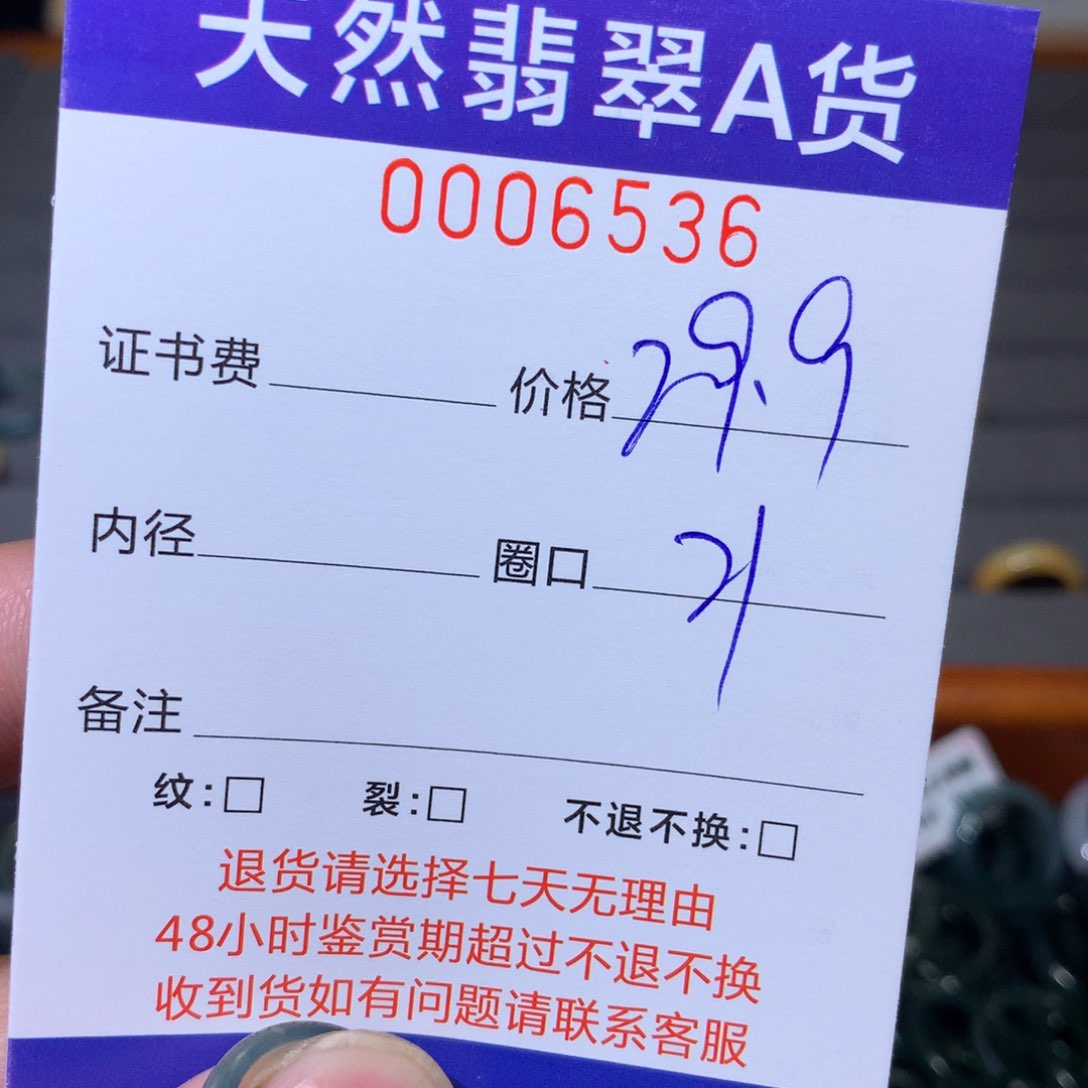 天然翡翠A货
0006536
证书费 价格 29.9
内径 圈口 21
备注
纹:□ 裂:□ 不退不换:□
退货请选择七天无理由
48小时鉴赏期超过不退不换
收到货如有问题请联系客服